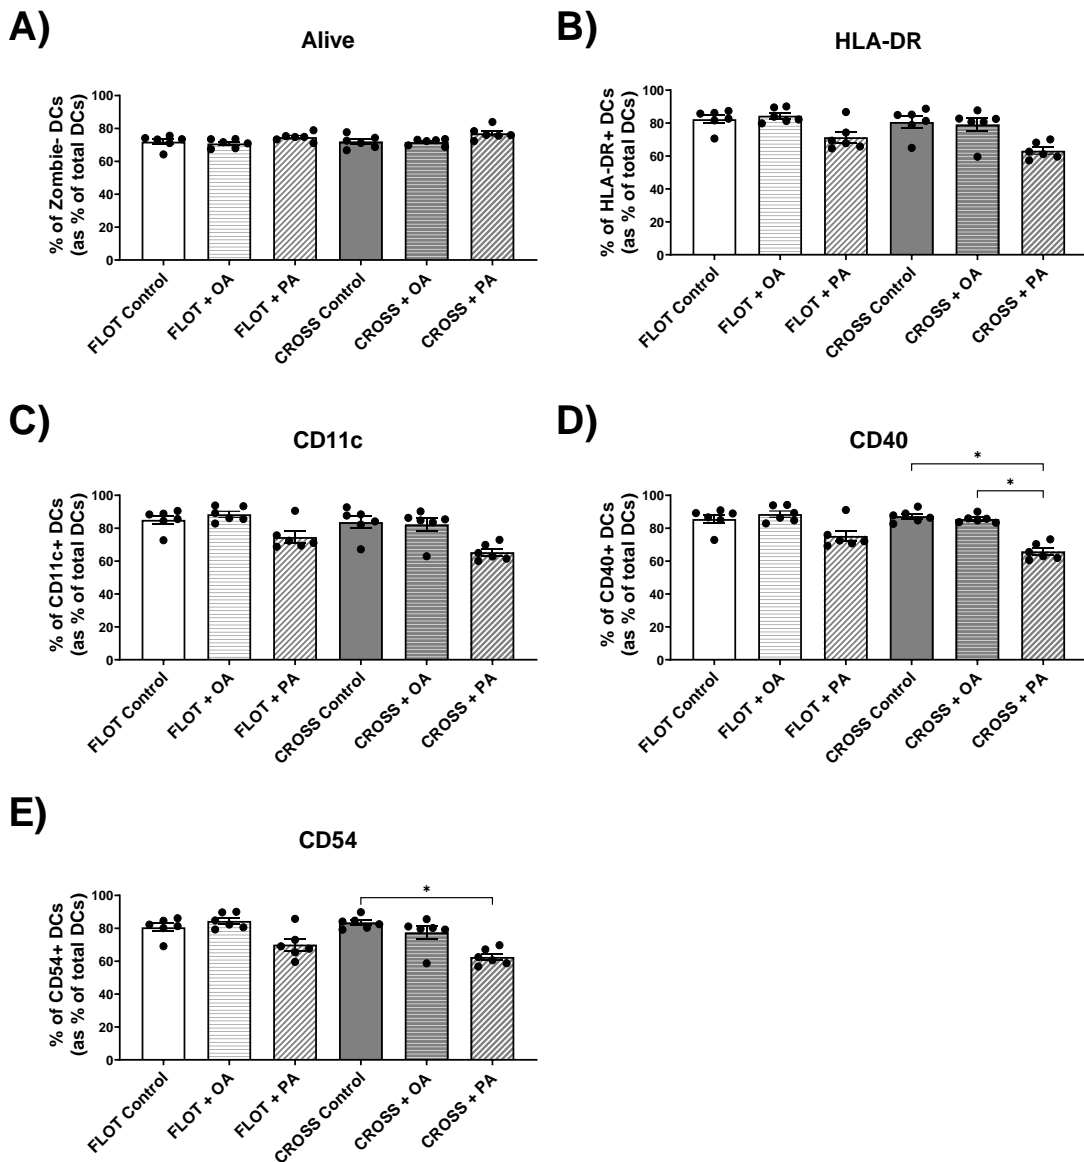 A)
Alive
% of Zombie- DCs
(as % of total DCs)
100
80
60
40
20
0
FLOT Control
FLOT + OA
FLOT + PA
CROSS Control
CROSS + OA
CROSS + PA
B)
HLA-DR
% of HLA-DR+ DCs
(as % of total DCs)
100
80
60
40
20
0
FLOT Control
FLOT + OA
FLOT + PA
CROSS Control
CROSS + OA
CROSS + PA
C)
CD11c
% of CD11c+ DCs
(as % of total DCs)
100
80
60
40
20
0
FLOT Control
FLOT + OA
FLOT + PA
CROSS Control
CROSS + OA
CROSS + PA
D)
CD40
*
*
% of CD40+ DCs
(as % of total DCs)
100
80
60
40
20
0
FLOT Control
FLOT + OA
FLOT + PA
CROSS Control
CROSS + OA
CROSS + PA
E)
CD54
*
% of CD54+ DCs
(as % of total DCs)
100
80
60
40
20
0
FLOT Control
FLOT + OA
FLOT + PA
CROSS Control
CROSS + OA
CROSS + PA